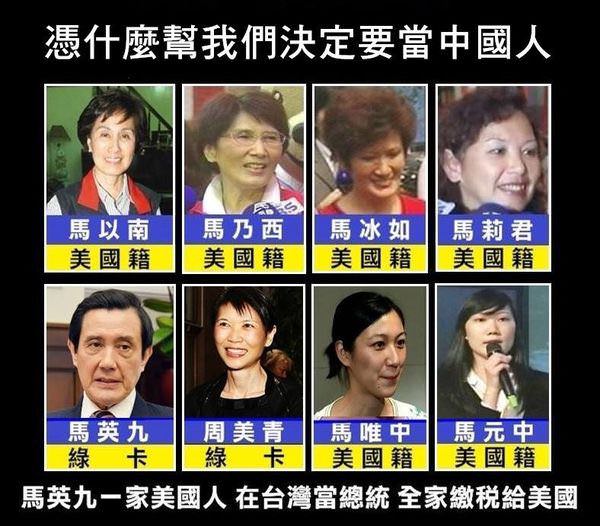 憑什麼幫我們決定要當中國人
馬以南 馬乃西 馬冰如 馬莉君
美國籍 美國籍 美國籍 美國籍
馬英九 周美青 馬唯中 馬元中
綠卡 綠卡 美國籍 美國籍
馬英九一家美國人 在台灣當總統 全家繳稅給美國